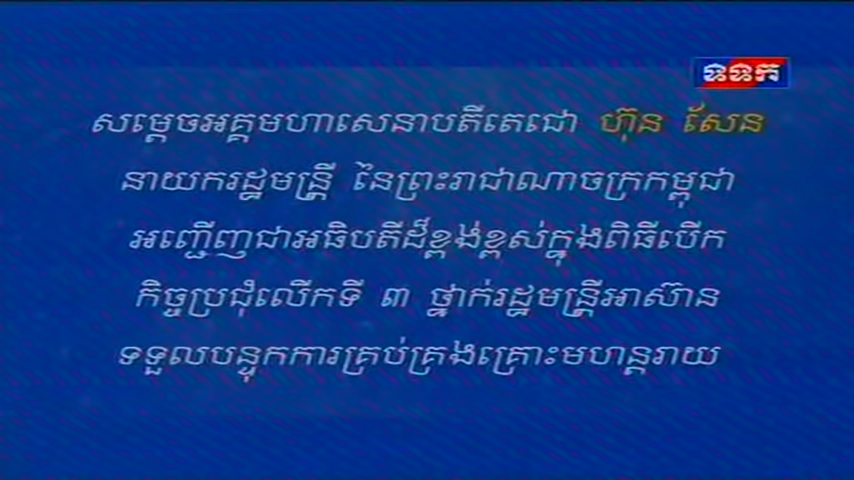 ទទក
សម្តេចអគ្គមហាសេនាបតីតេជោ ហ៊ុន សែន
នាយករដ្ឋមន្ត្រី នៃព្រះរាជាណាចក្រកម្ពុជា
អញ្ជើញជាអធិបតីដ៏ខ្ពង់ខ្ពស់ក្នុងពិធីបើក
កិច្ចប្រជុំលើកទី ៣ ថ្នាក់រដ្ឋមន្ត្រីអាស៊ាន
ទទួលបន្ទុកការគ្រប់គ្រងគ្រោះមហន្តរាយ